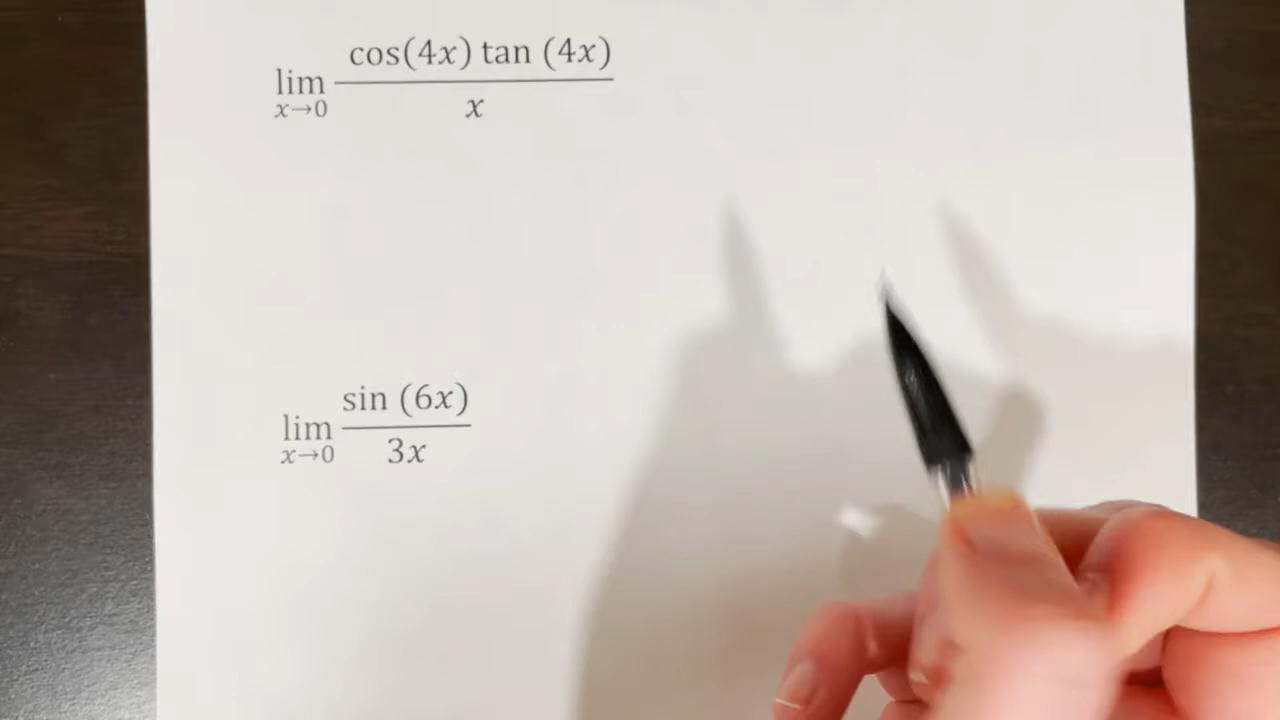 lim x→0 cos(4x) tan (4x) / x
lim x→0 sin (6x) / 3x